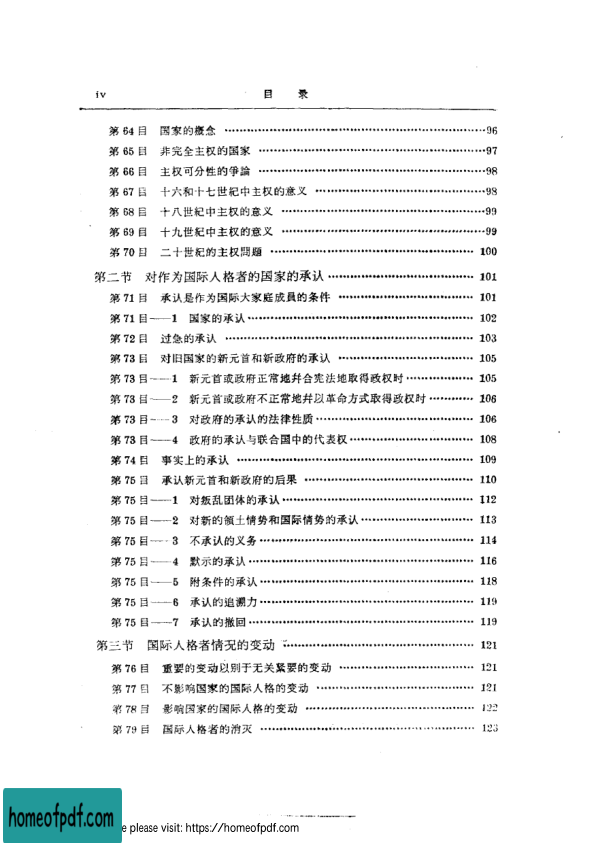 iv 目 录
第 64 目 国家的概念 ………………………… 96
第 65 目 非完全主权的国家 ………………………… 97
第 66 目 主权可分性的爭論 ………………………… 98
第 67 目 十六和十七世紀中主权的意义 ………………………… 98
第 68 目 十八世紀中主权的意义 ………………………… 99
第 69 目 十九世紀中主权的意义 ………………………… 99
第 70 目 二十世紀的主权問題 ………………………… 100
第二节 对作为国际人格者的国家的承认 ………………………… 101
第 71 目 承认是作为国际大家庭成員的条件 ………………………… 101
第 71 目——1 国家的承认 ………………………… 102
第 72 目 过急的承认 ………………………… 103
第 73 目 对旧国家的新元首和新政府的承认 ………………………… 105
第 73 目——1 新元首或政府正常地幷合宪法地取得政权时 ………………………… 105
第 73 目——2 新元首或政府不正常地幷以革命方式取得政权时 ………………………… 106
第 73 目——3 对政府的承认的法律性质 ………………………… 106
第 73 目——4 政府的承认与联合国中的代表权 ………………………… 108
第 74 目 事实上的承认 ………………………… 109
第 75 目 承认新元首和新政府的后果 ………………………… 110
第 75 目——1 对叛乱团体的承认 ………………………… 112
第 75 目——2 对新的領土情势和国际情势的承认 ………………………… 113
第 75 目——3 不承认的义务 ………………………… 114
第 75 目——4 默示的承认 ………………………… 116
第 75 目——5 附条件的承认 ………………………… 118
第 75 目——6 承认的追溯力 ………………………… 119
第 75 目——7 承认的撤回 ………………………… 119
第三节 国际人格者情况的变动 ………………………… 121
第 76 目 重要的变动以别于无关紧要的变动 ………………………… 121
第 77 目 不影响国家的国际人格的变动 ………………………… 121
第 78 目 影响国家的国际人格的变动 ………………………… 122
第 79 目 国际人格者的消灭 ………………………… 123
homeofpdf.com
e please visit: https://homeofpdf.com